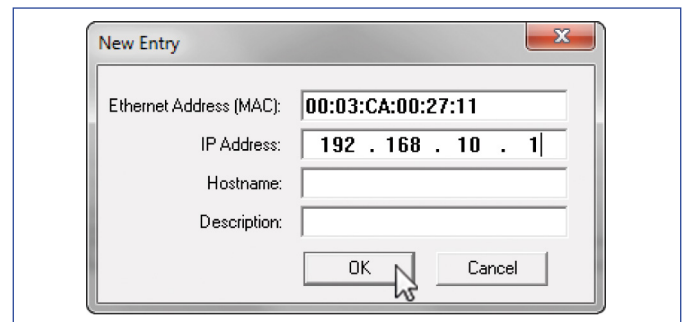 New Entry
Ethernet Address (MAC): 00:03:CA:00:27:11
IP Address: 192 . 168 . 10 . 1
Hostname:
Description:
OK Cancel